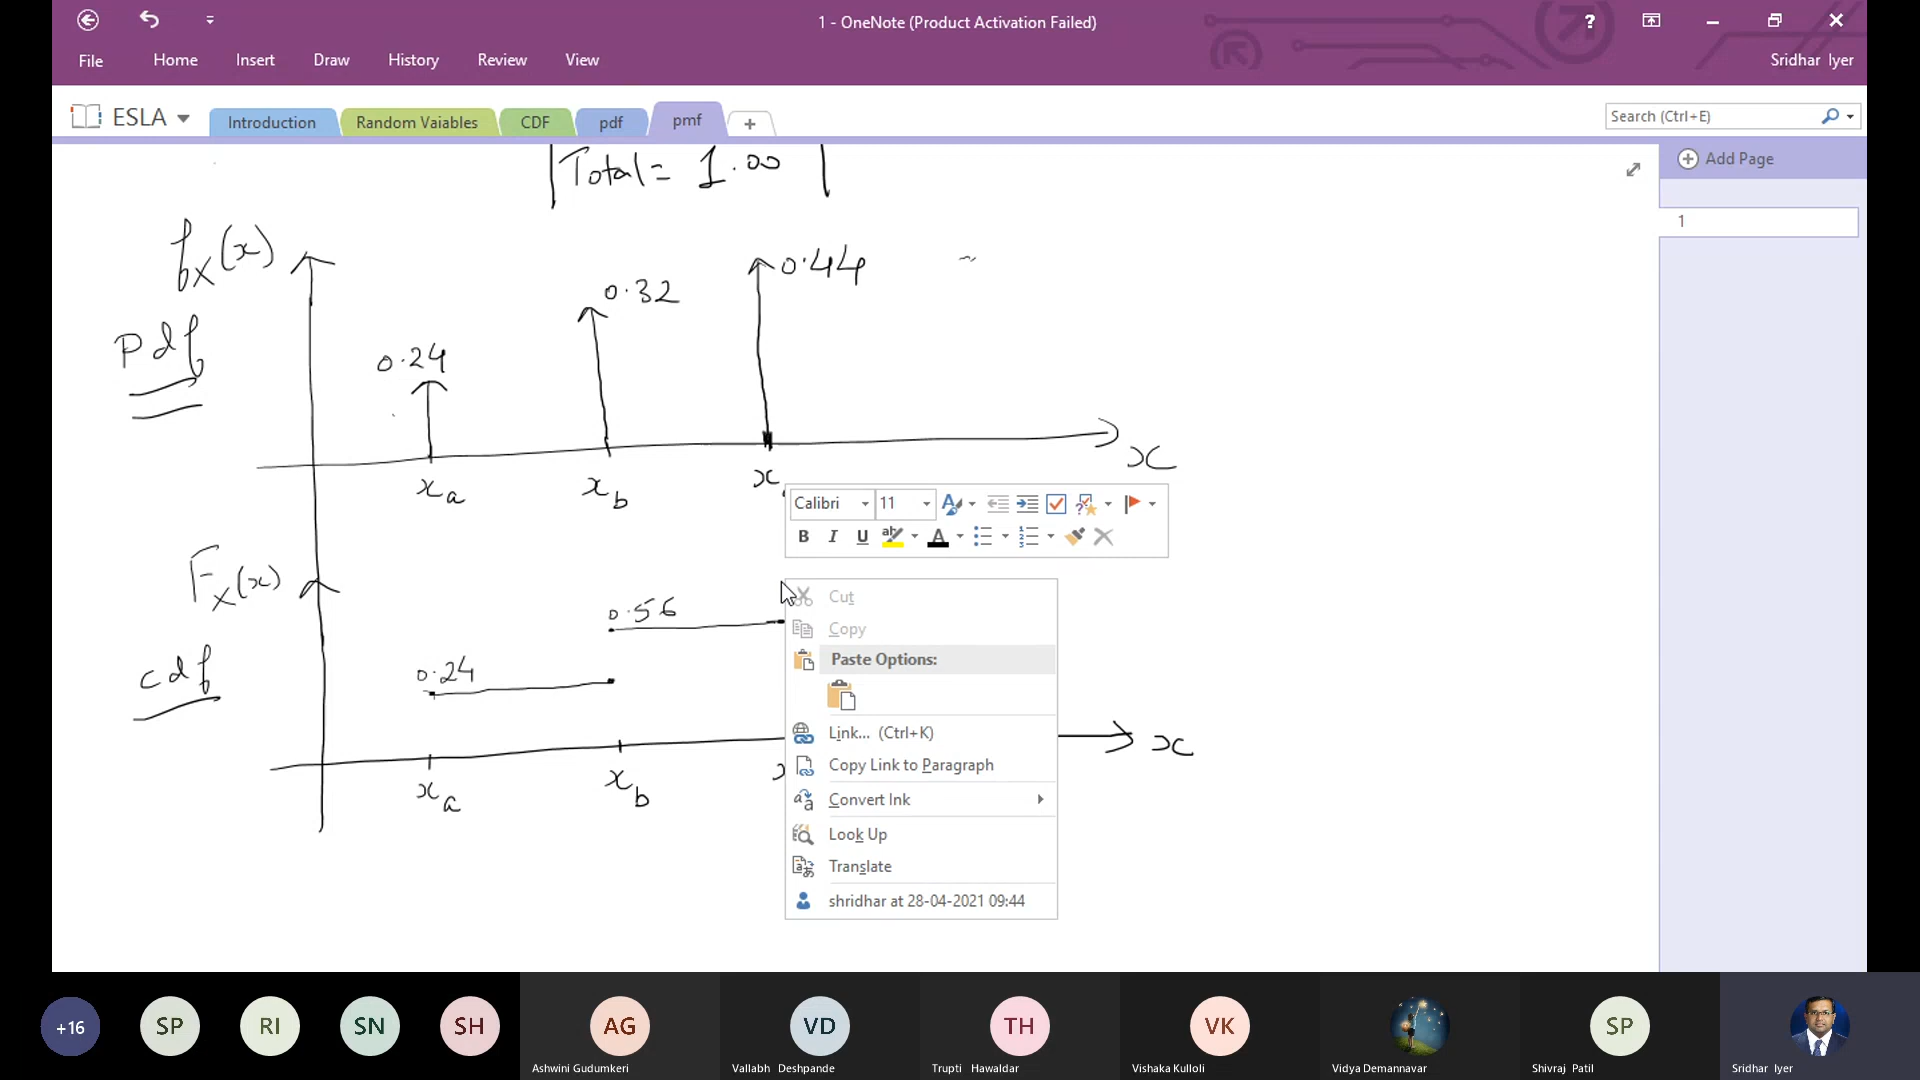 1 - OneNote (Product Activation Failed)
?
File Home Insert Draw History Review View
Sridhar Iyer
ESLA
Introduction Random Vaiables CDF pdf pmf +
Search (Ctrl+E)
Add Page
1
Total = 1.00
fX(x)
pdf
0.24
0.32
0.44
xa xb x
x
Calibri 11
B I U
FX(x)
cdf
0.24
0.56
xa xb
x
Cut
Copy
Paste Options:
Link... (Ctrl+K)
Copy Link to Paragraph
Convert Ink
Look Up
Translate
shridhar at 28-04-2021 09:44
+16 SP RI SN SH AG VD TH VK SP
Ashwini Gudumkeri Vallabh Deshpande Trupti Hawaldar Vishaka Kulloli Vidya Demannavar Shivraj Patil Sridhar Iyer